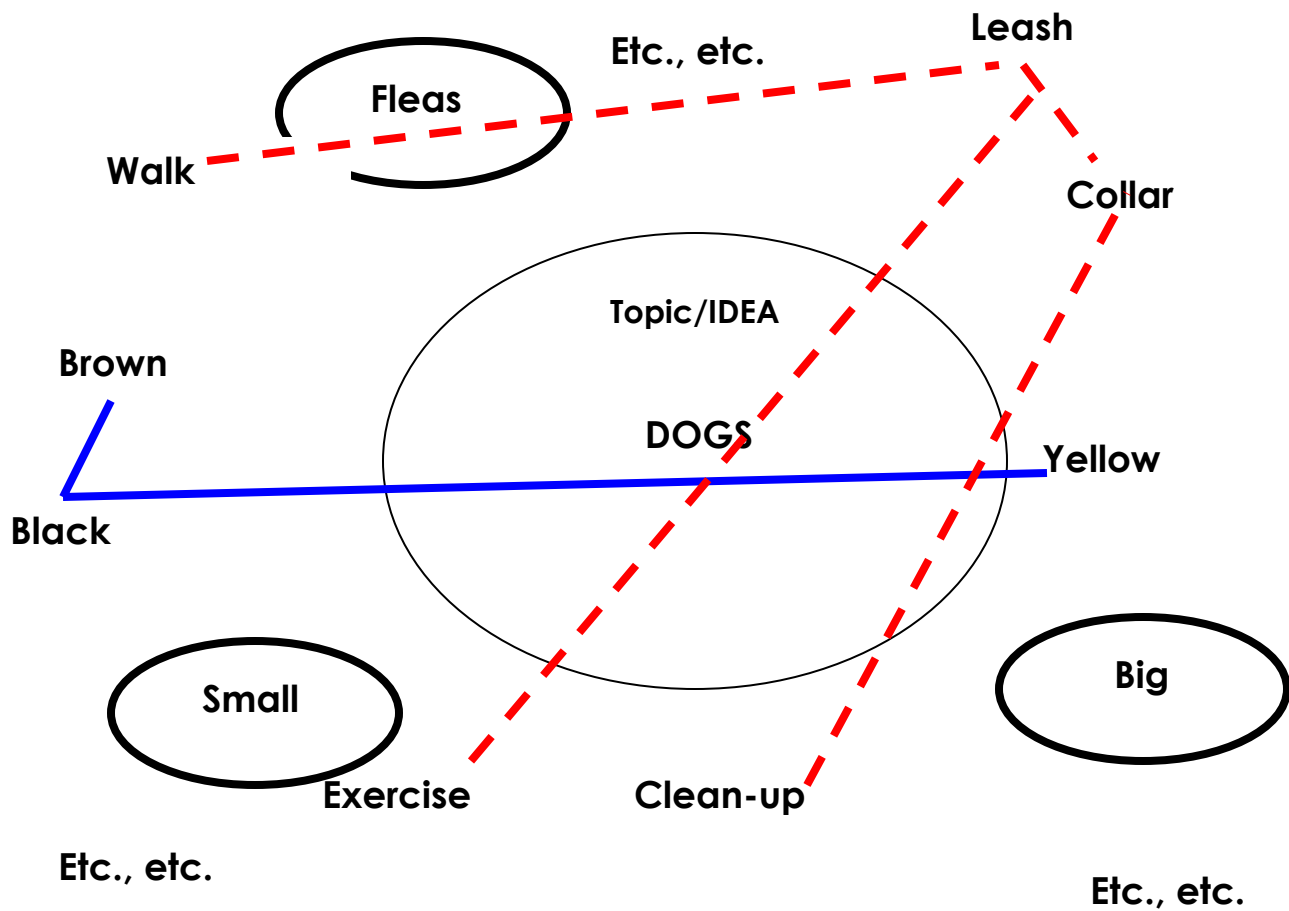 Leash
Etc., etc.
Fleas
Walk
Collar
Topic/IDEA
Brown
DOGS
Yellow
Black
Big
Small
Exercise
Clean-up
Etc., etc.
Etc., etc.